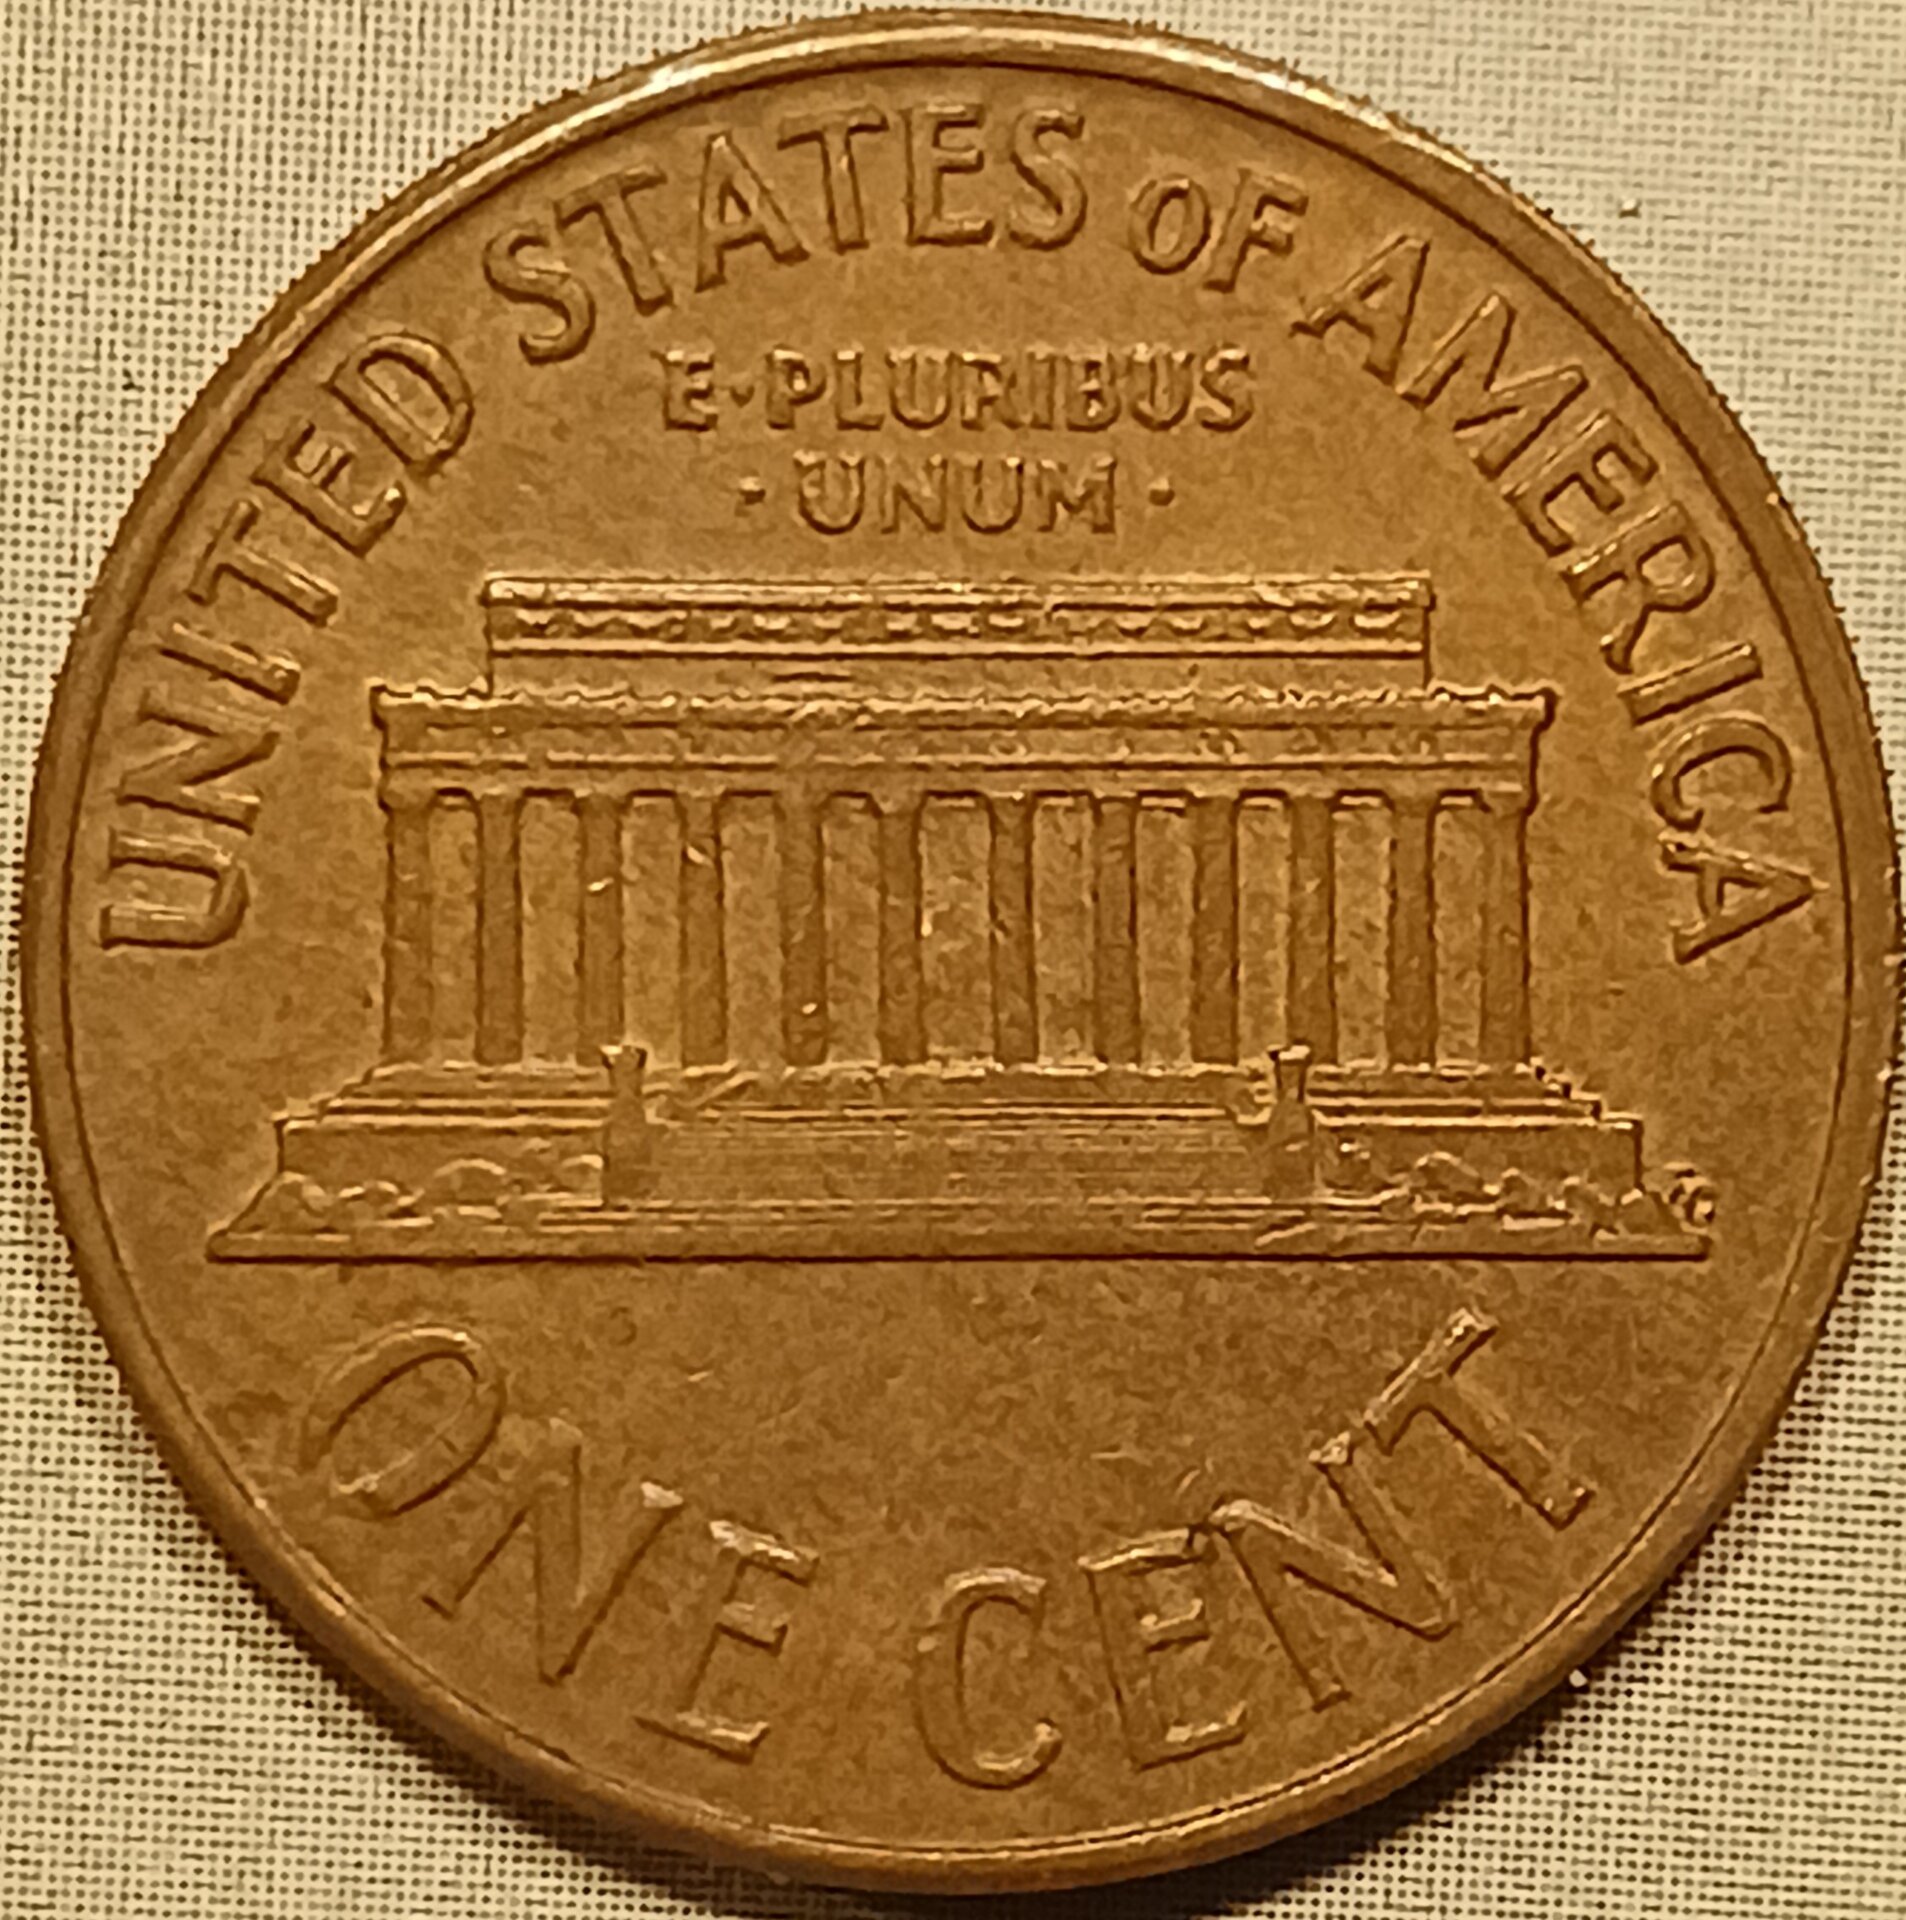 UNITED STATES OF AMERICA
E·PLURIBUS
·UNUM·
ONE CENT